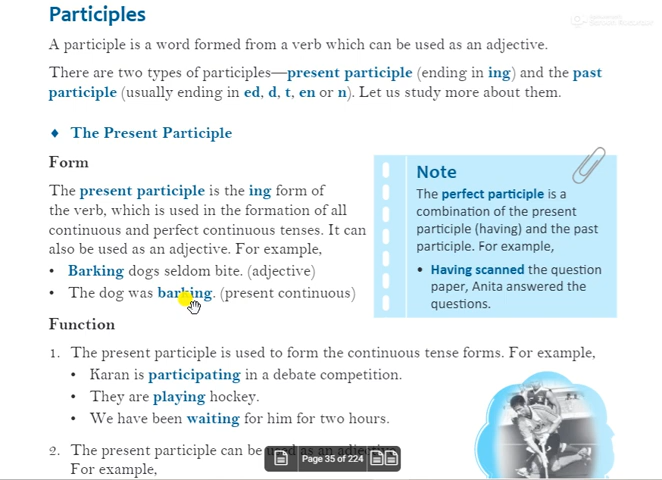 Participles
A participle is a word formed from a verb which can be used as an adjective.
There are two types of participles—present participle (ending in ing) and the past
participle (usually ending in ed, d, t, en or n). Let us study more about them.
♦ The Present Participle
Form
The present participle is the ing form of
the verb, which is used in the formation of all
continuous and perfect continuous tenses. It can
also be used as an adjective. For example,
• Barking dogs seldom bite. (adjective)
• The dog was barking. (present continuous)
Note
The perfect participle is a
combination of the present
participle (having) and the past
participle. For example,
• Having scanned the question
paper, Anita answered the
questions.
Function
1. The present participle is used to form the continuous tense forms. For example,
• Karan is participating in a debate competition.
• They are playing hockey.
• We have been waiting for him for two hours.
2. The present participle can be used as an
For example,
Page 35 of 224